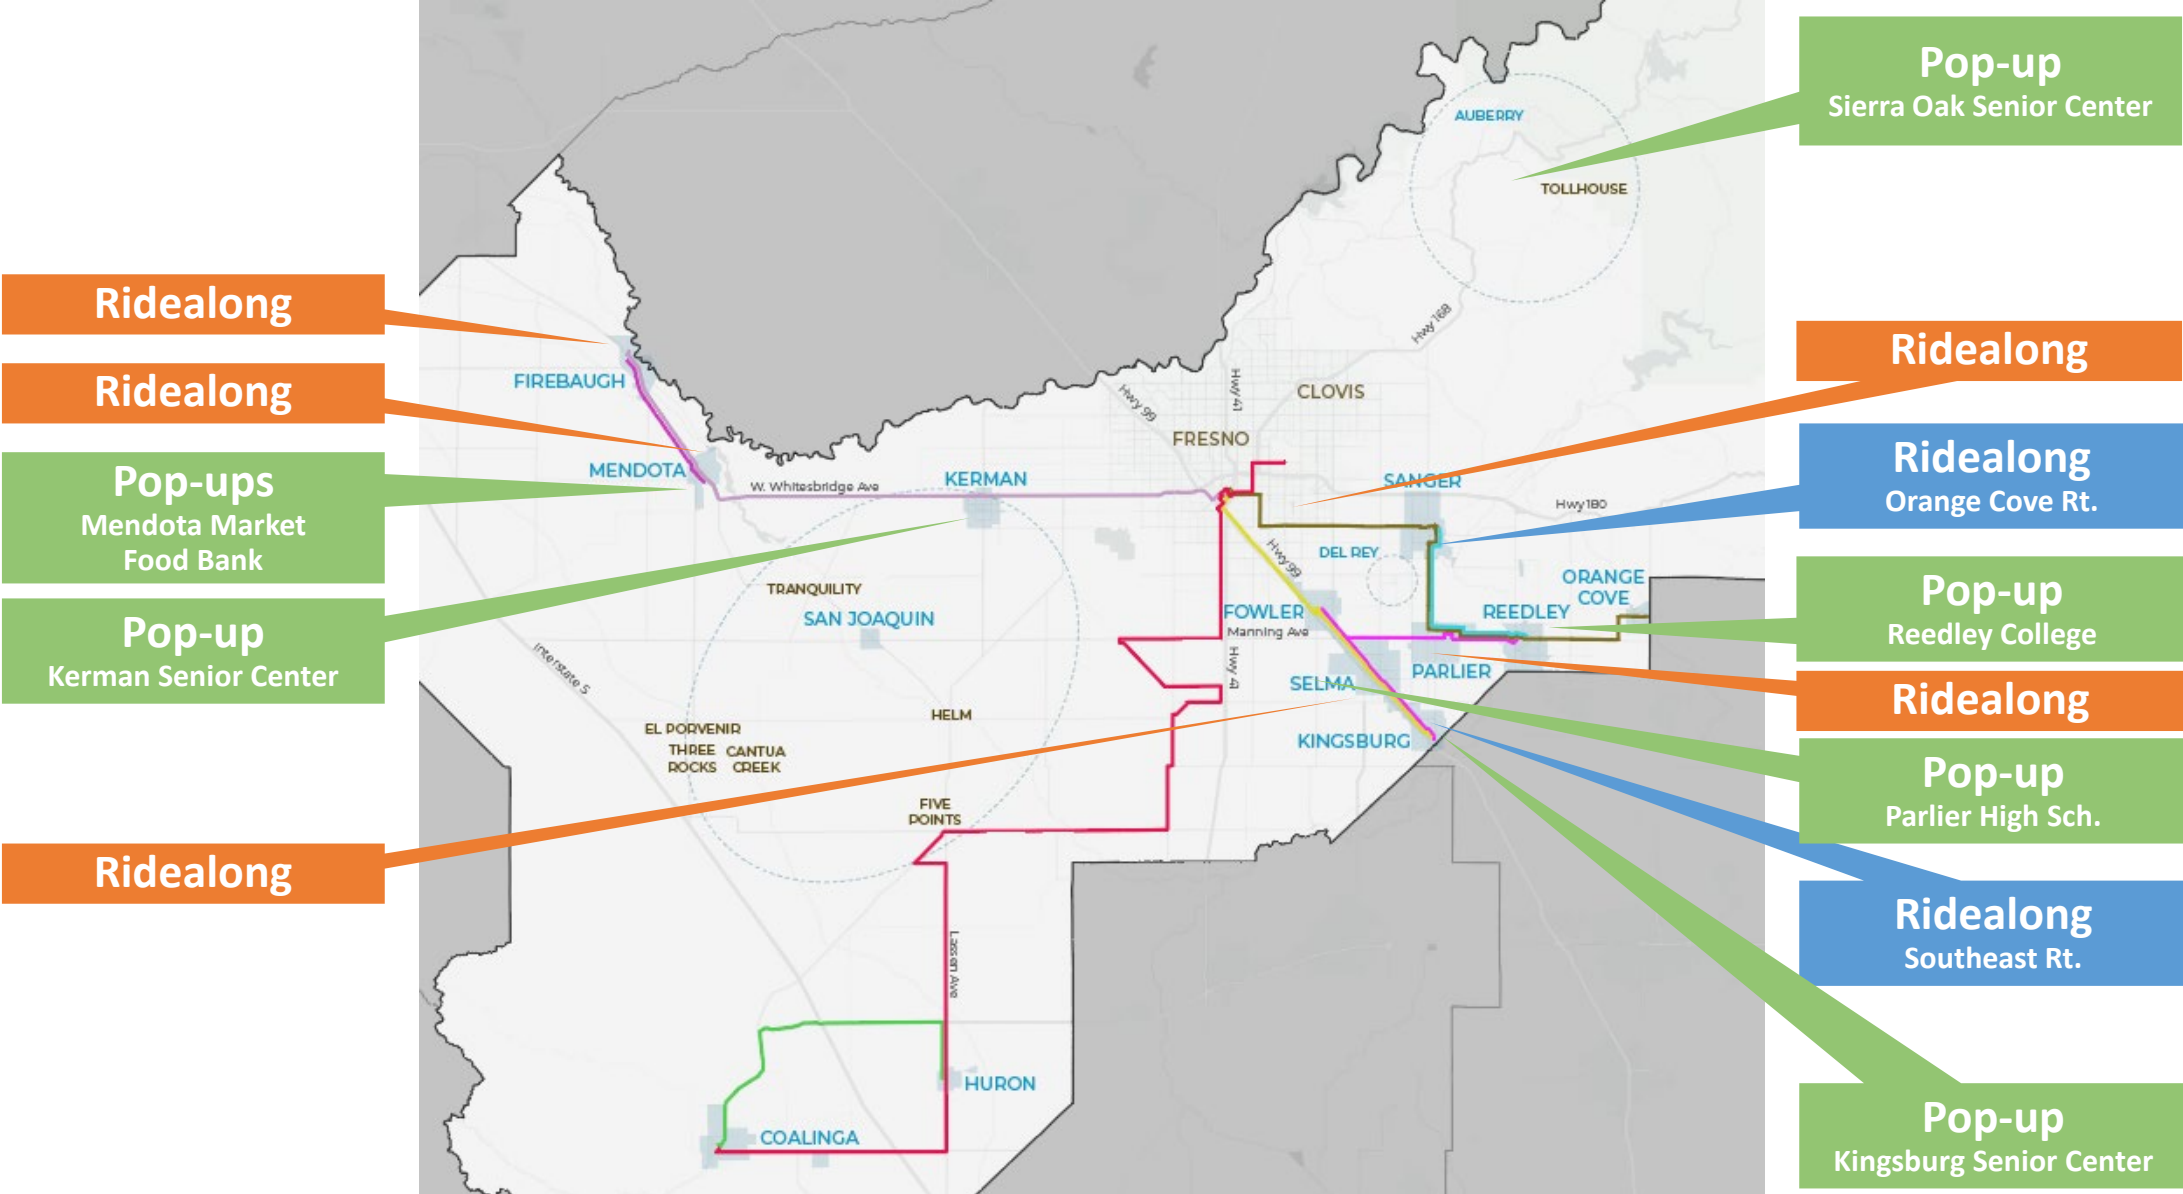 Pop-up
Sierra Oak Senior Center
AUBERRY
TOLLHOUSE
Ridealong
Ridealong
Pop-ups
Mendota Market
Food Bank
Pop-up
Kerman Senior Center
Ridealong
FIREBAUGH
MENDOTA
W. Whitesbridge Ave
KERMAN
Hwy 99
Hwy 41
Hwy 168
CLOVIS
FRESNO
SANGER
Hwy 180
DEL REY
Hwy 99
ORANGE
COVE
REEDLEY
FOWLER
Manning Ave
Hwy 41
PARLIER
SELMA
KINGSBURG
TRANQUILITY
SAN JOAQUIN
Interstate 5
HELM
EL PORVENIR
THREE
ROCKS
CANTUA
CREEK
FIVE
POINTS
Lassen Ave
HURON
COALINGA
Ridealong
Ridealong
Orange Cove Rt.
Pop-up
Reedley College
Ridealong
Pop-up
Parlier High Sch.
Ridealong
Southeast Rt.
Pop-up
Kingsburg Senior Center